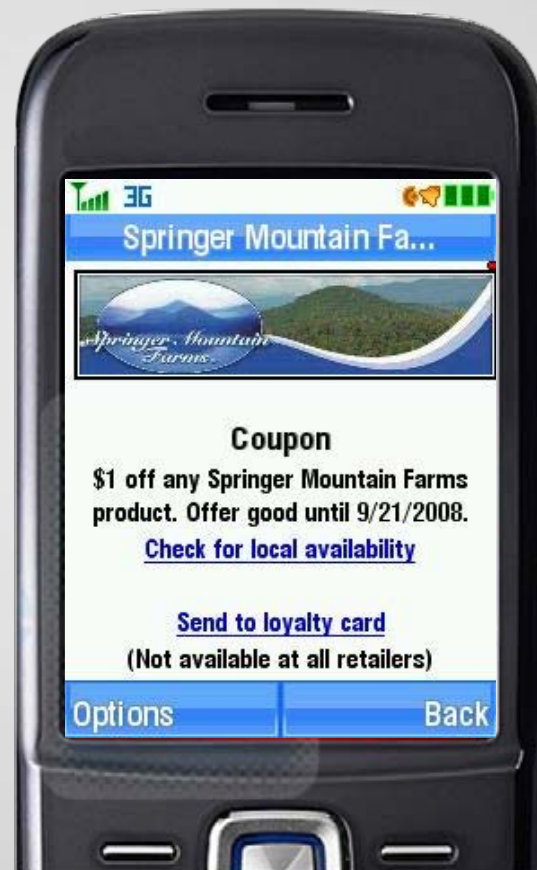 3G
Springer Mountain Fa...
Springer Mountain
Farms
Coupon
$1 off any Springer Mountain Farms
product. Offer good until 9/21/2008.
Check for local availability
Send to loyalty card
(Not available at all retailers)
Options
Back